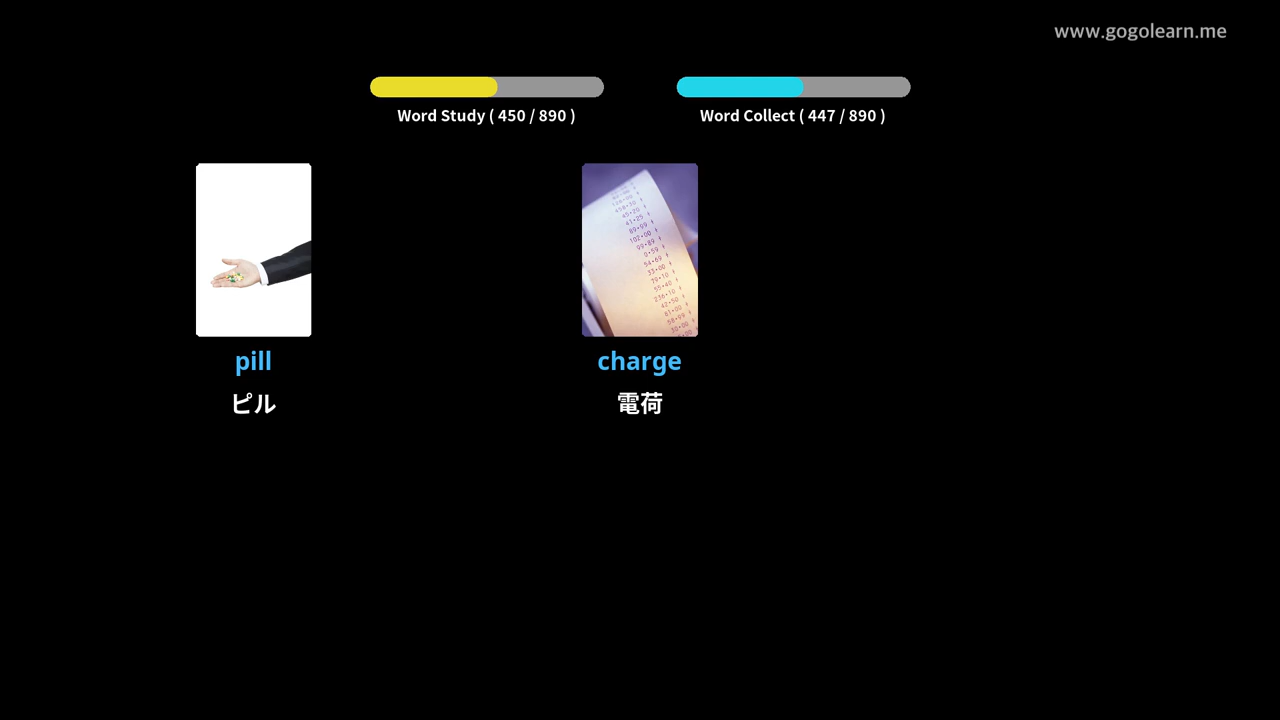 www.gogolearn.me
Word Study ( 450 / 890 )
Word Collect ( 447 / 890 )
pill
charge
ピル
電荷